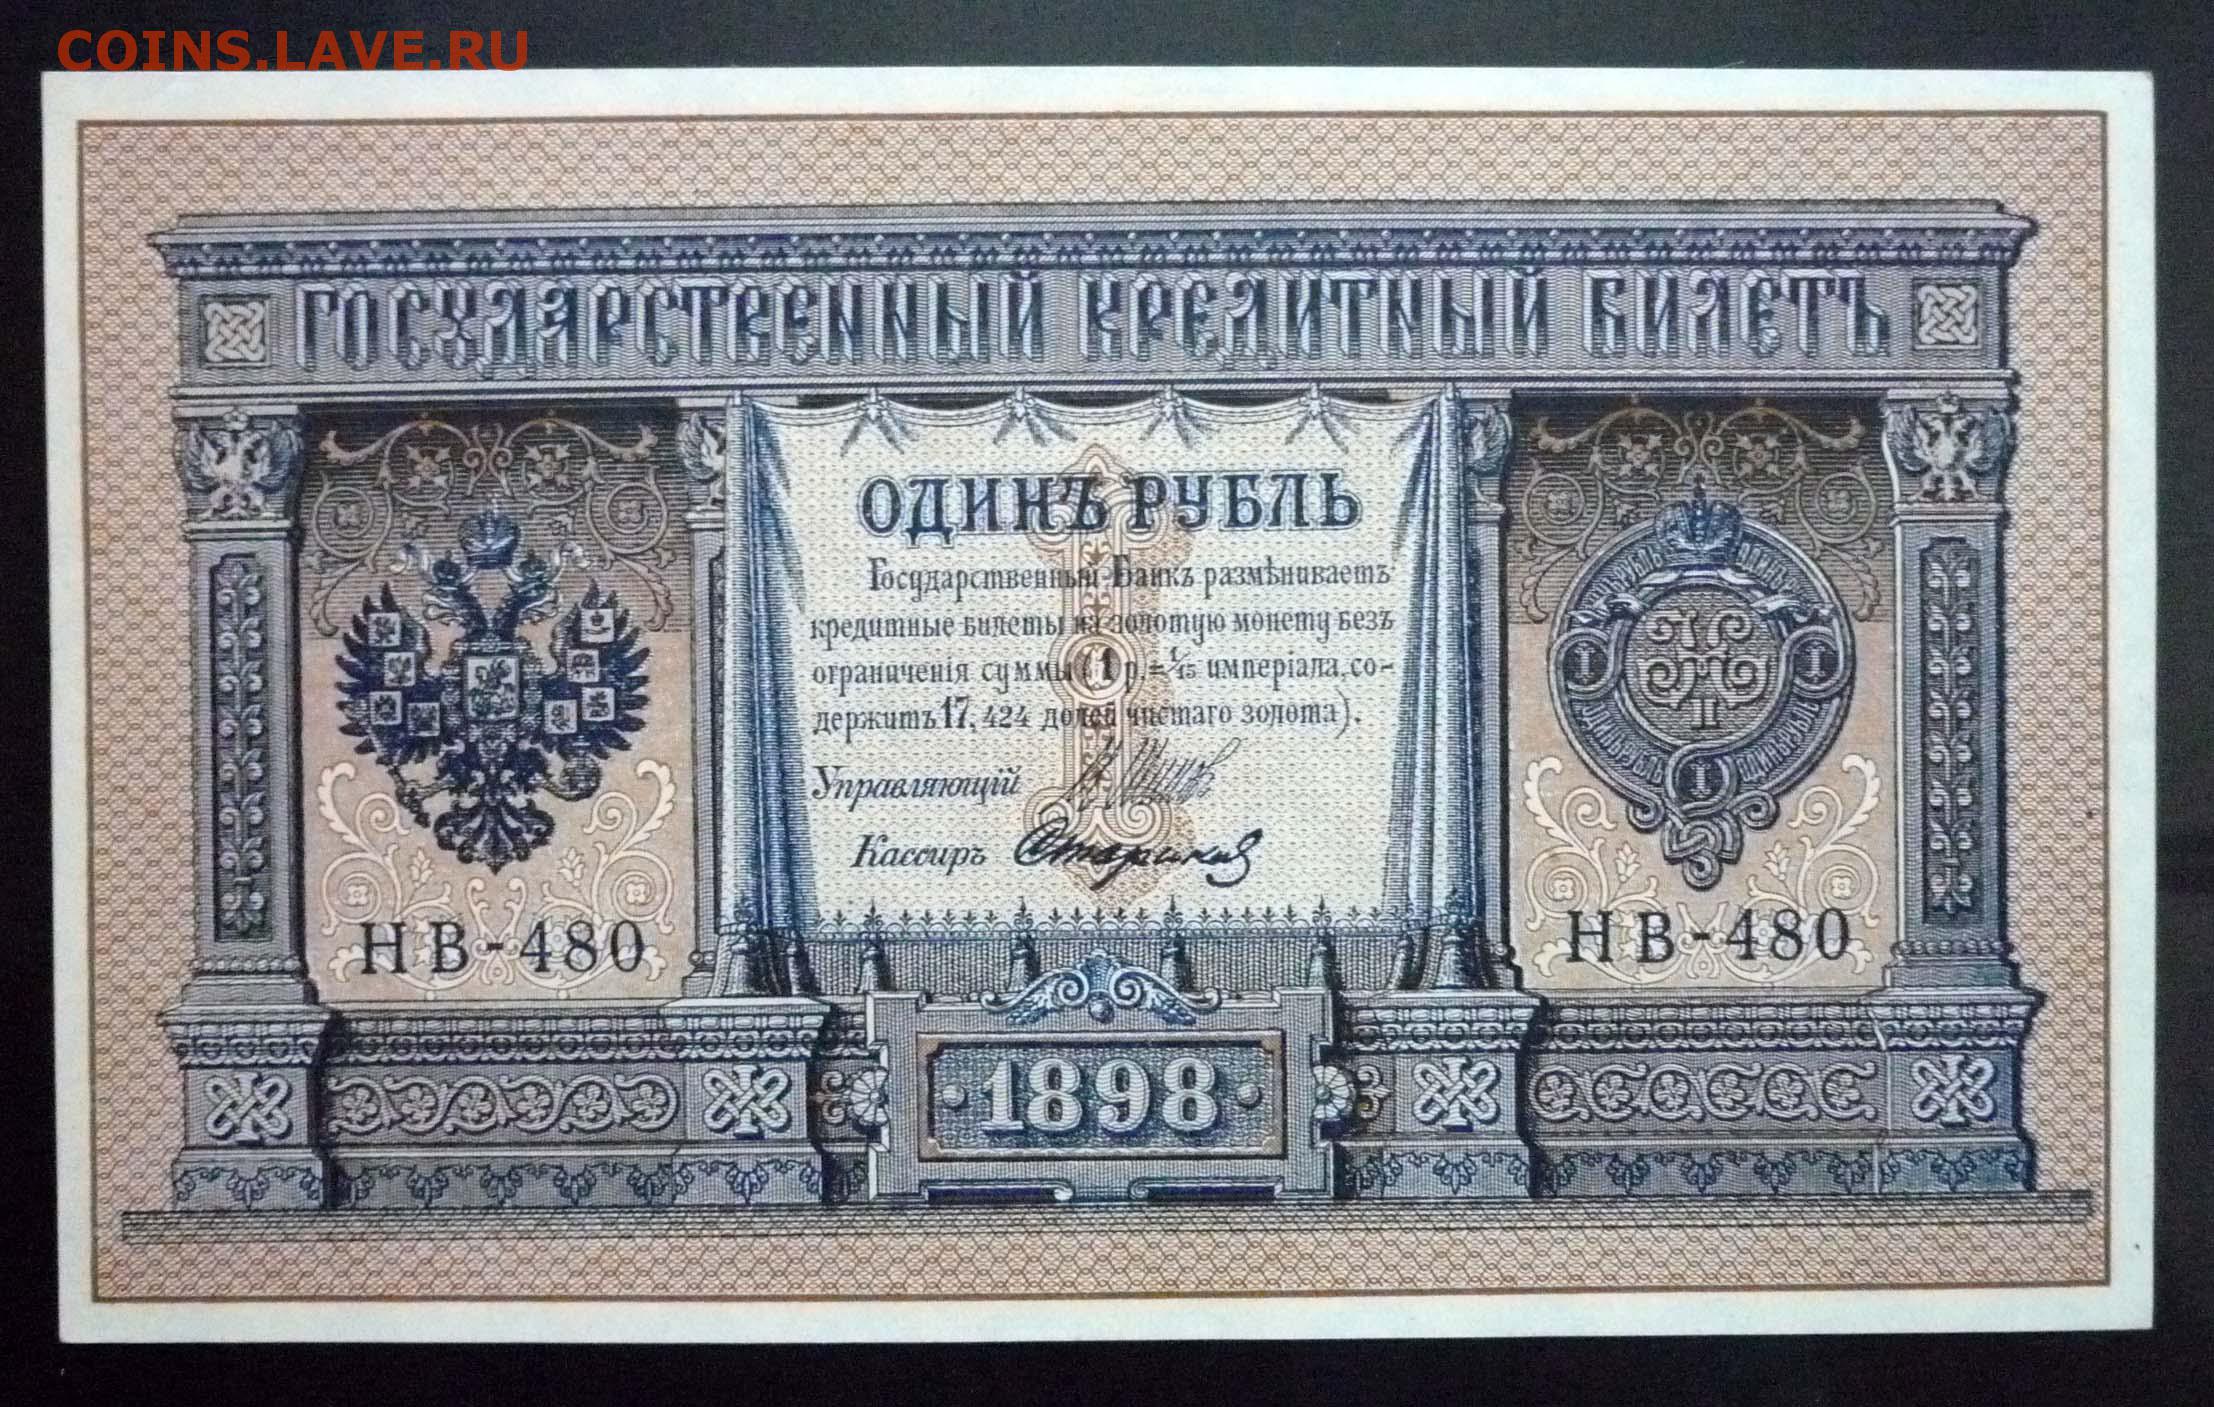 COINS.LAVE.RU
ГОСУДАРСТВЕННЫЙ КРЕДИТНЫЙ БИЛЕТЪ
ОДИНЪ РУБЛЬ
Государственный Банкъ размѣниваетъ
кредитные билеты на золотую монету безъ
ограниченія суммы (1 р. = 1/15 имперіала, со-
держитъ 17,424 долей чистаго золота).
Управляющій
Кассиръ
НВ-480
НВ-480
1898